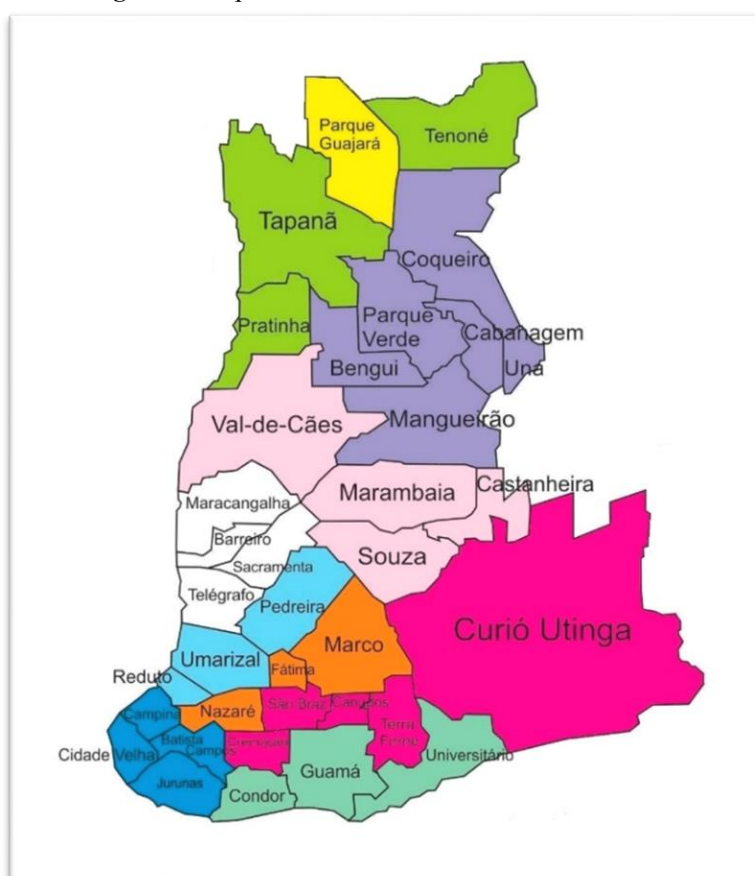 Parque
Guajará
Tenoné
Tapanã
Coqueiro
Pratinha
Parque
Verde
Cabanagem
Bengui
Una
Val-de-Cães
Mangueirão
Marambaia
Castanheira
Maracangalha
Barreiro
Souza
Sacramenta
Telégrafo
Pedreira
Curió Utinga
Marco
Umarizal
Fátima
Reduto
São Braz
Canudos
Nazaré
Campina
Terra
Firme
Batista
Campos
Cremação
Cidade Velha
Universitário
Guamá
Jurunas
Condor